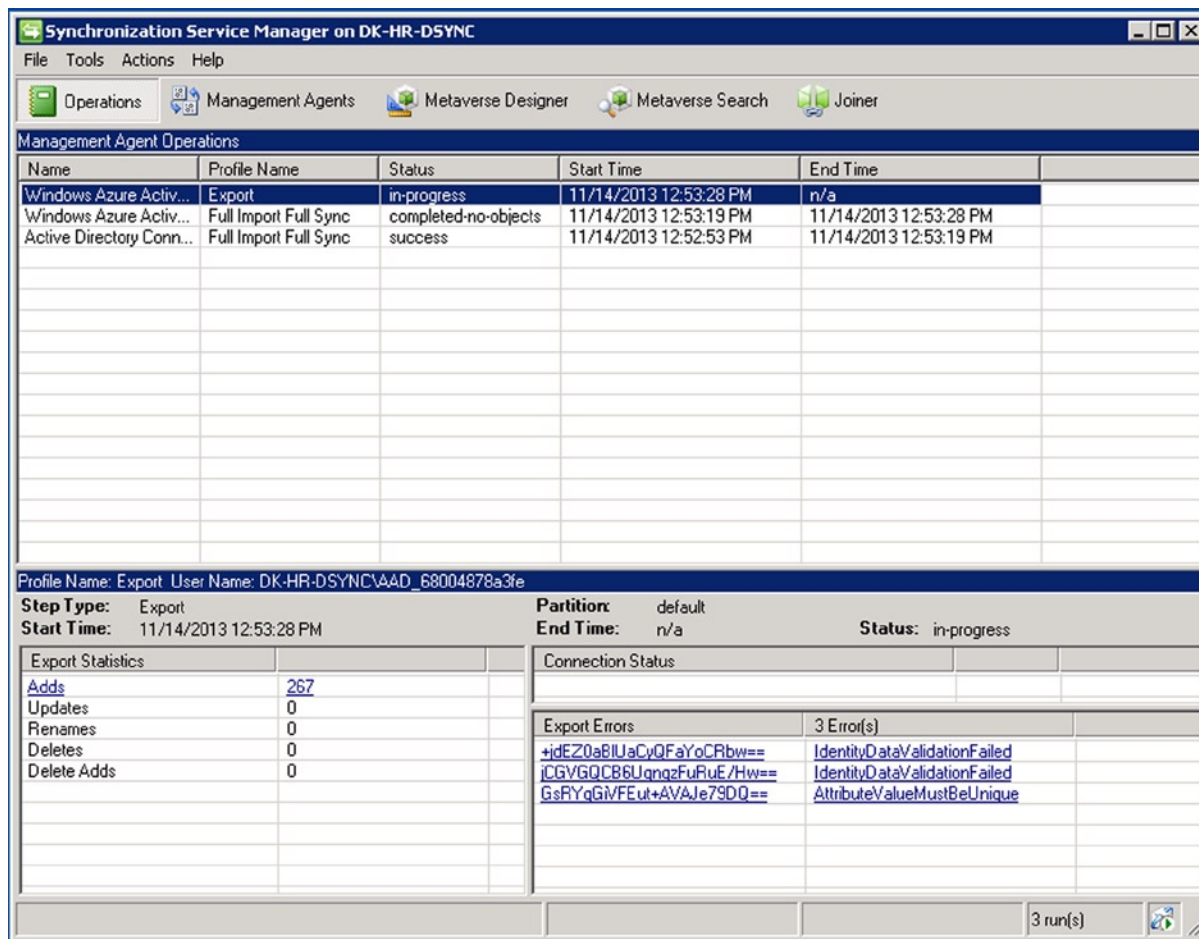 Synchronization Service Manager on DK-HR-DSYNC
File Tools Actions Help
Operations Management Agents Metaverse Designer Metaverse Search Joiner
Management Agent Operations
Name Profile Name Status Start Time End Time
Windows Azure Activ... Export in-progress 11/14/2013 12:53:28 PM n/a
Windows Azure Activ... Full Import Full Sync completed-no-objects 11/14/2013 12:53:19 PM 11/14/2013 12:53:28 PM
Active Directory Conn... Full Import Full Sync success 11/14/2013 12:52:53 PM 11/14/2013 12:53:19 PM
Profile Name: Export User Name: DK-HR-DSYNC\AAD_68004878a3fe
Step Type: Export Partition: default
Start Time: 11/14/2013 12:53:28 PM End Time: n/a Status: in-progress
Export Statistics
Adds 267
Updates 0
Renames 0
Deletes 0
Delete Adds 0
Connection Status
Export Errors 3 Error(s)
+jdEZ0aBlUaCyQFaYoCRbw== IdentityDataValidationFailed
jCGVGQCB6UqnqzFuRuE/Hw== IdentityDataValidationFailed
GsRYqGiVFEut+AVAJe79DQ== AttributeValueMustBeUnique
3 run(s)